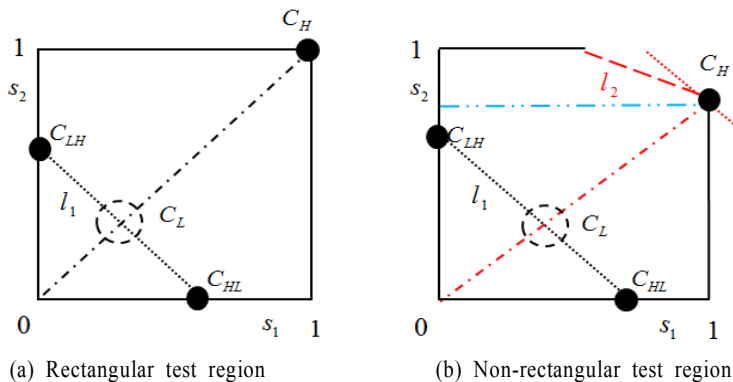 C_H
1
s_2
C_LH
l_1
C_L
C_HL
0
s_1
1
(a) Rectangular test region
1
l_2
C_H
s_2
C_LH
l_1
C_L
C_HL
0
s_1
1
(b) Non-rectangular test region